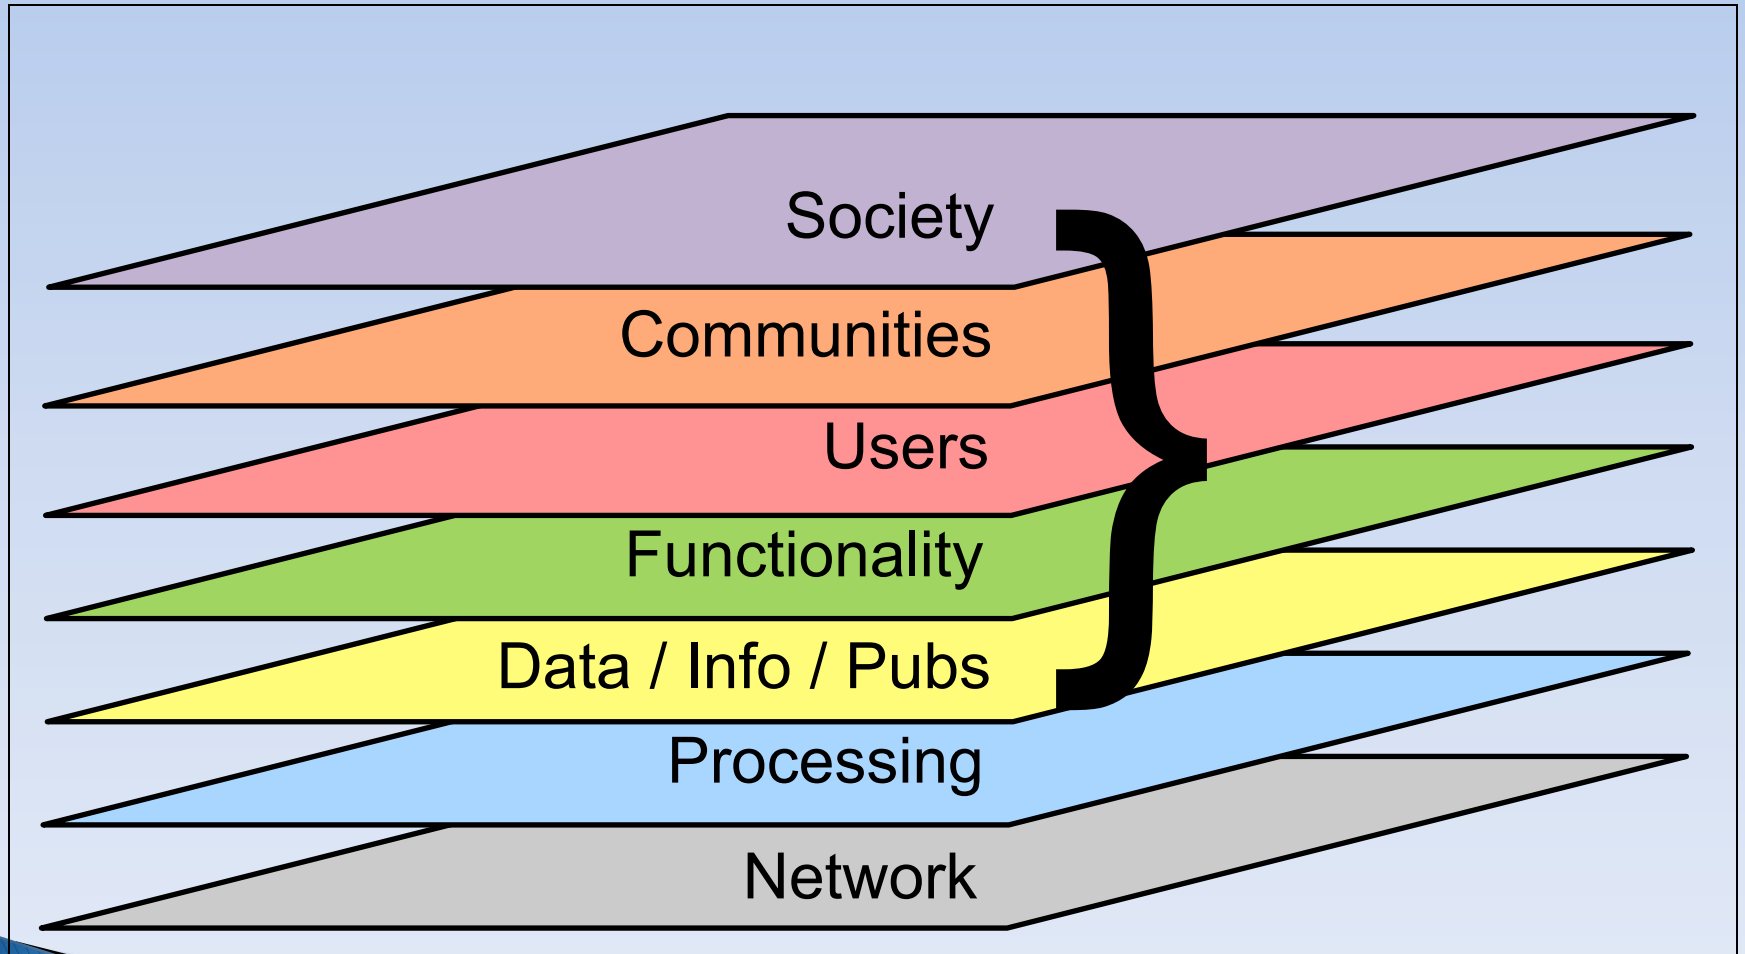 Society
Communities
Users
Functionality
Data / Info / Pubs
Processing
Network